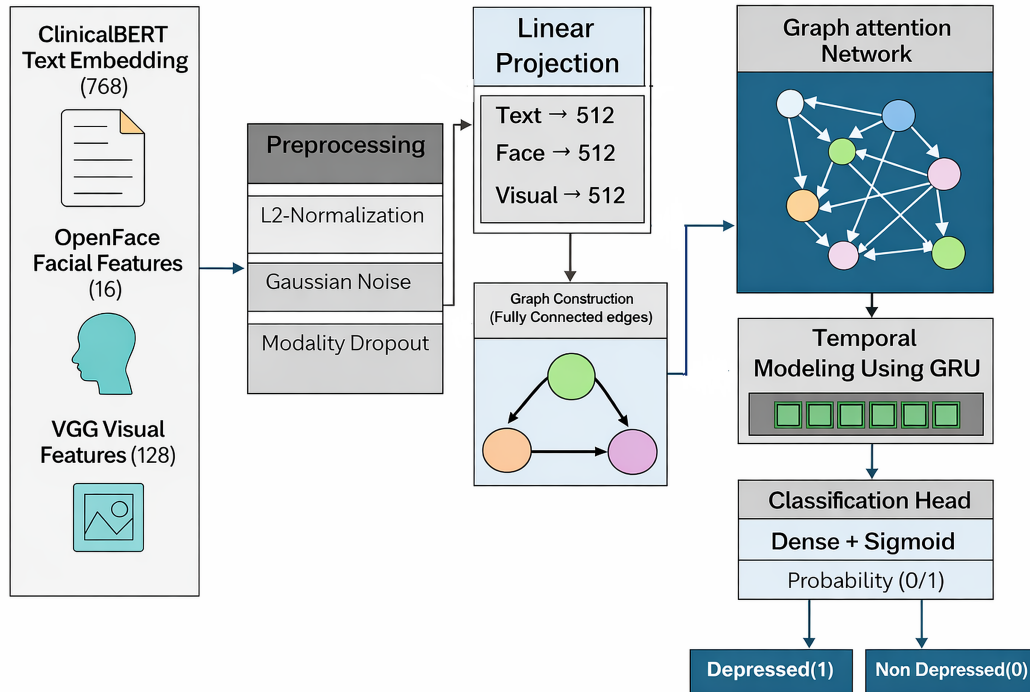 ClinicalBERT
Text Embedding
(768)
OpenFace
Facial Features
(16)
VGG Visual
Features (128)
Preprocessing
L2-Normalization
Gaussian Noise
Modality Dropout
Linear
Projection
Text → 512
Face → 512
Visual → 512
Graph Construction
(Fully Connected edges)
Graph attention
Network
Temporal
Modeling Using GRU
Classification Head
Dense + Sigmoid
Probability (0/1)
Depressed(1)
Non Depressed(0)